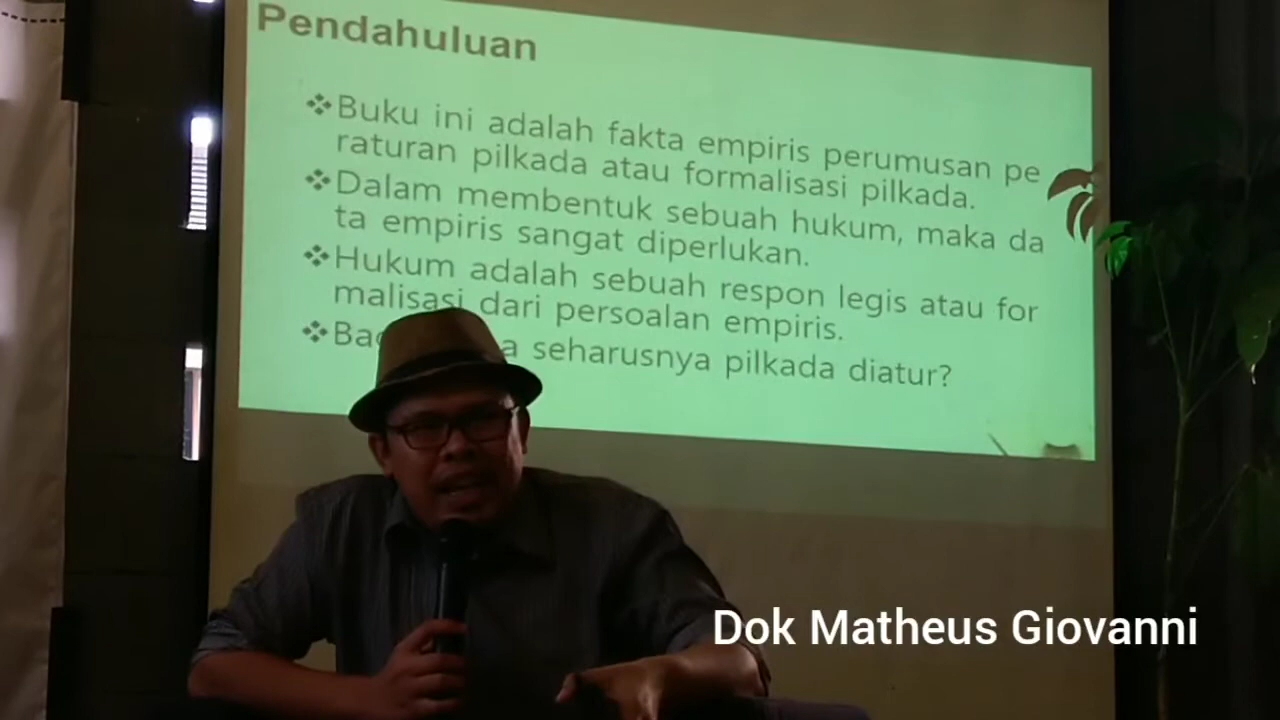 Pendahuluan
❖Buku ini adalah fakta empiris perumusan pe
raturan pilkada atau formalisasi pilkada.
❖Dalam membentuk sebuah hukum, maka da
ta empiris sangat diperlukan.
❖Hukum adalah sebuah respon legis atau for
malisasi dari persoalan empiris.
❖ seharusnya pilkada diatur?
Dok Matheus Giovanni